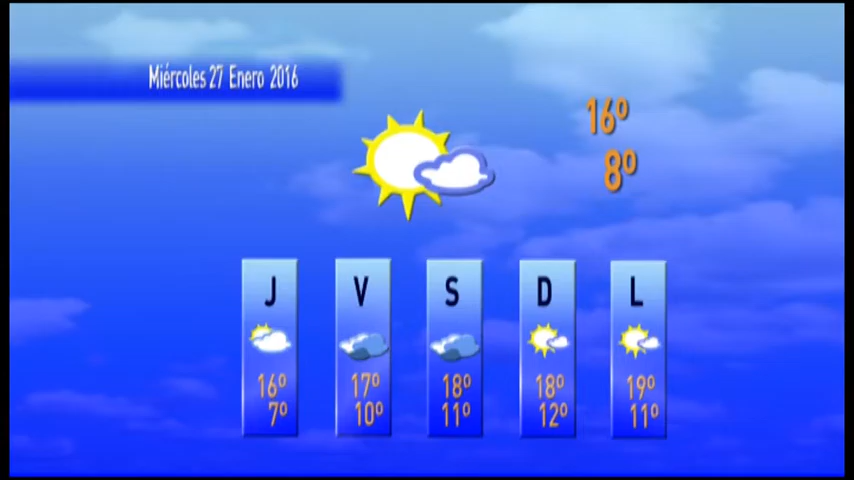 Miércoles 27 Enero 2016
16º
8º
J V S D L
16º 17º 18º 18º 19º
7º 10º 11º 12º 11º